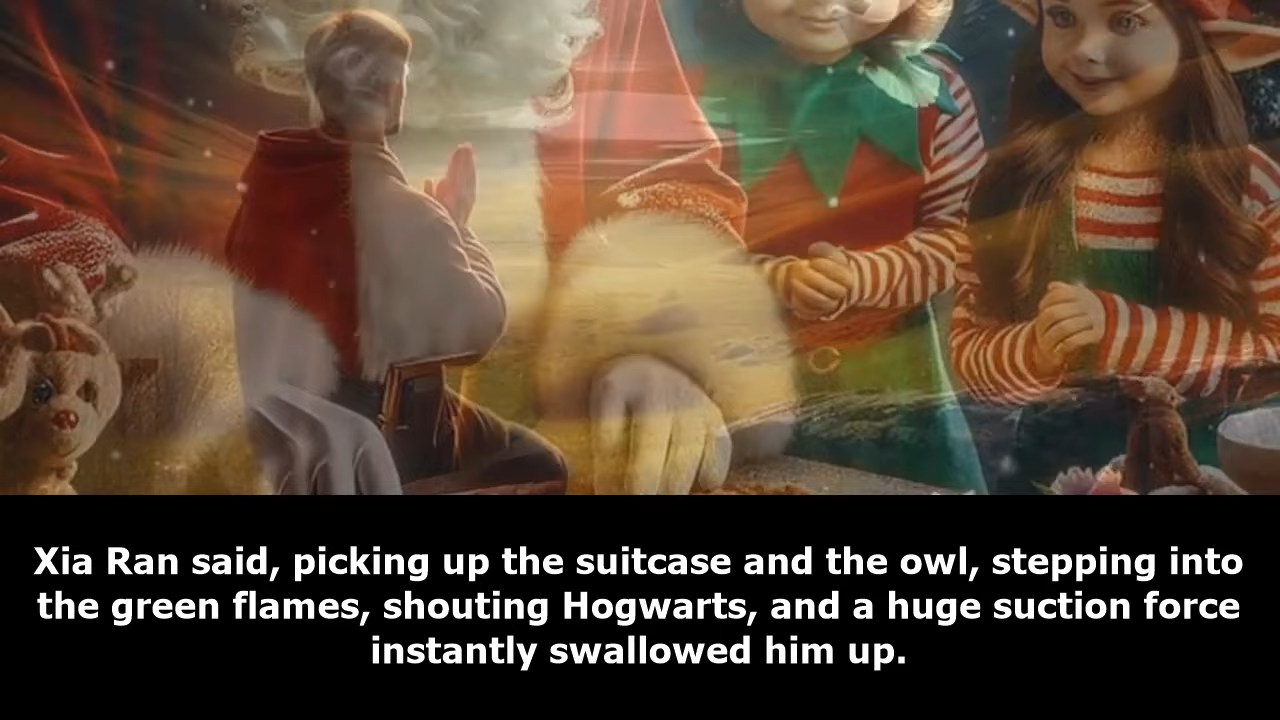 Xia Ran said, picking up the suitcase and the owl, stepping into
the green flames, shouting Hogwarts, and a huge suction force
instantly swallowed him up.